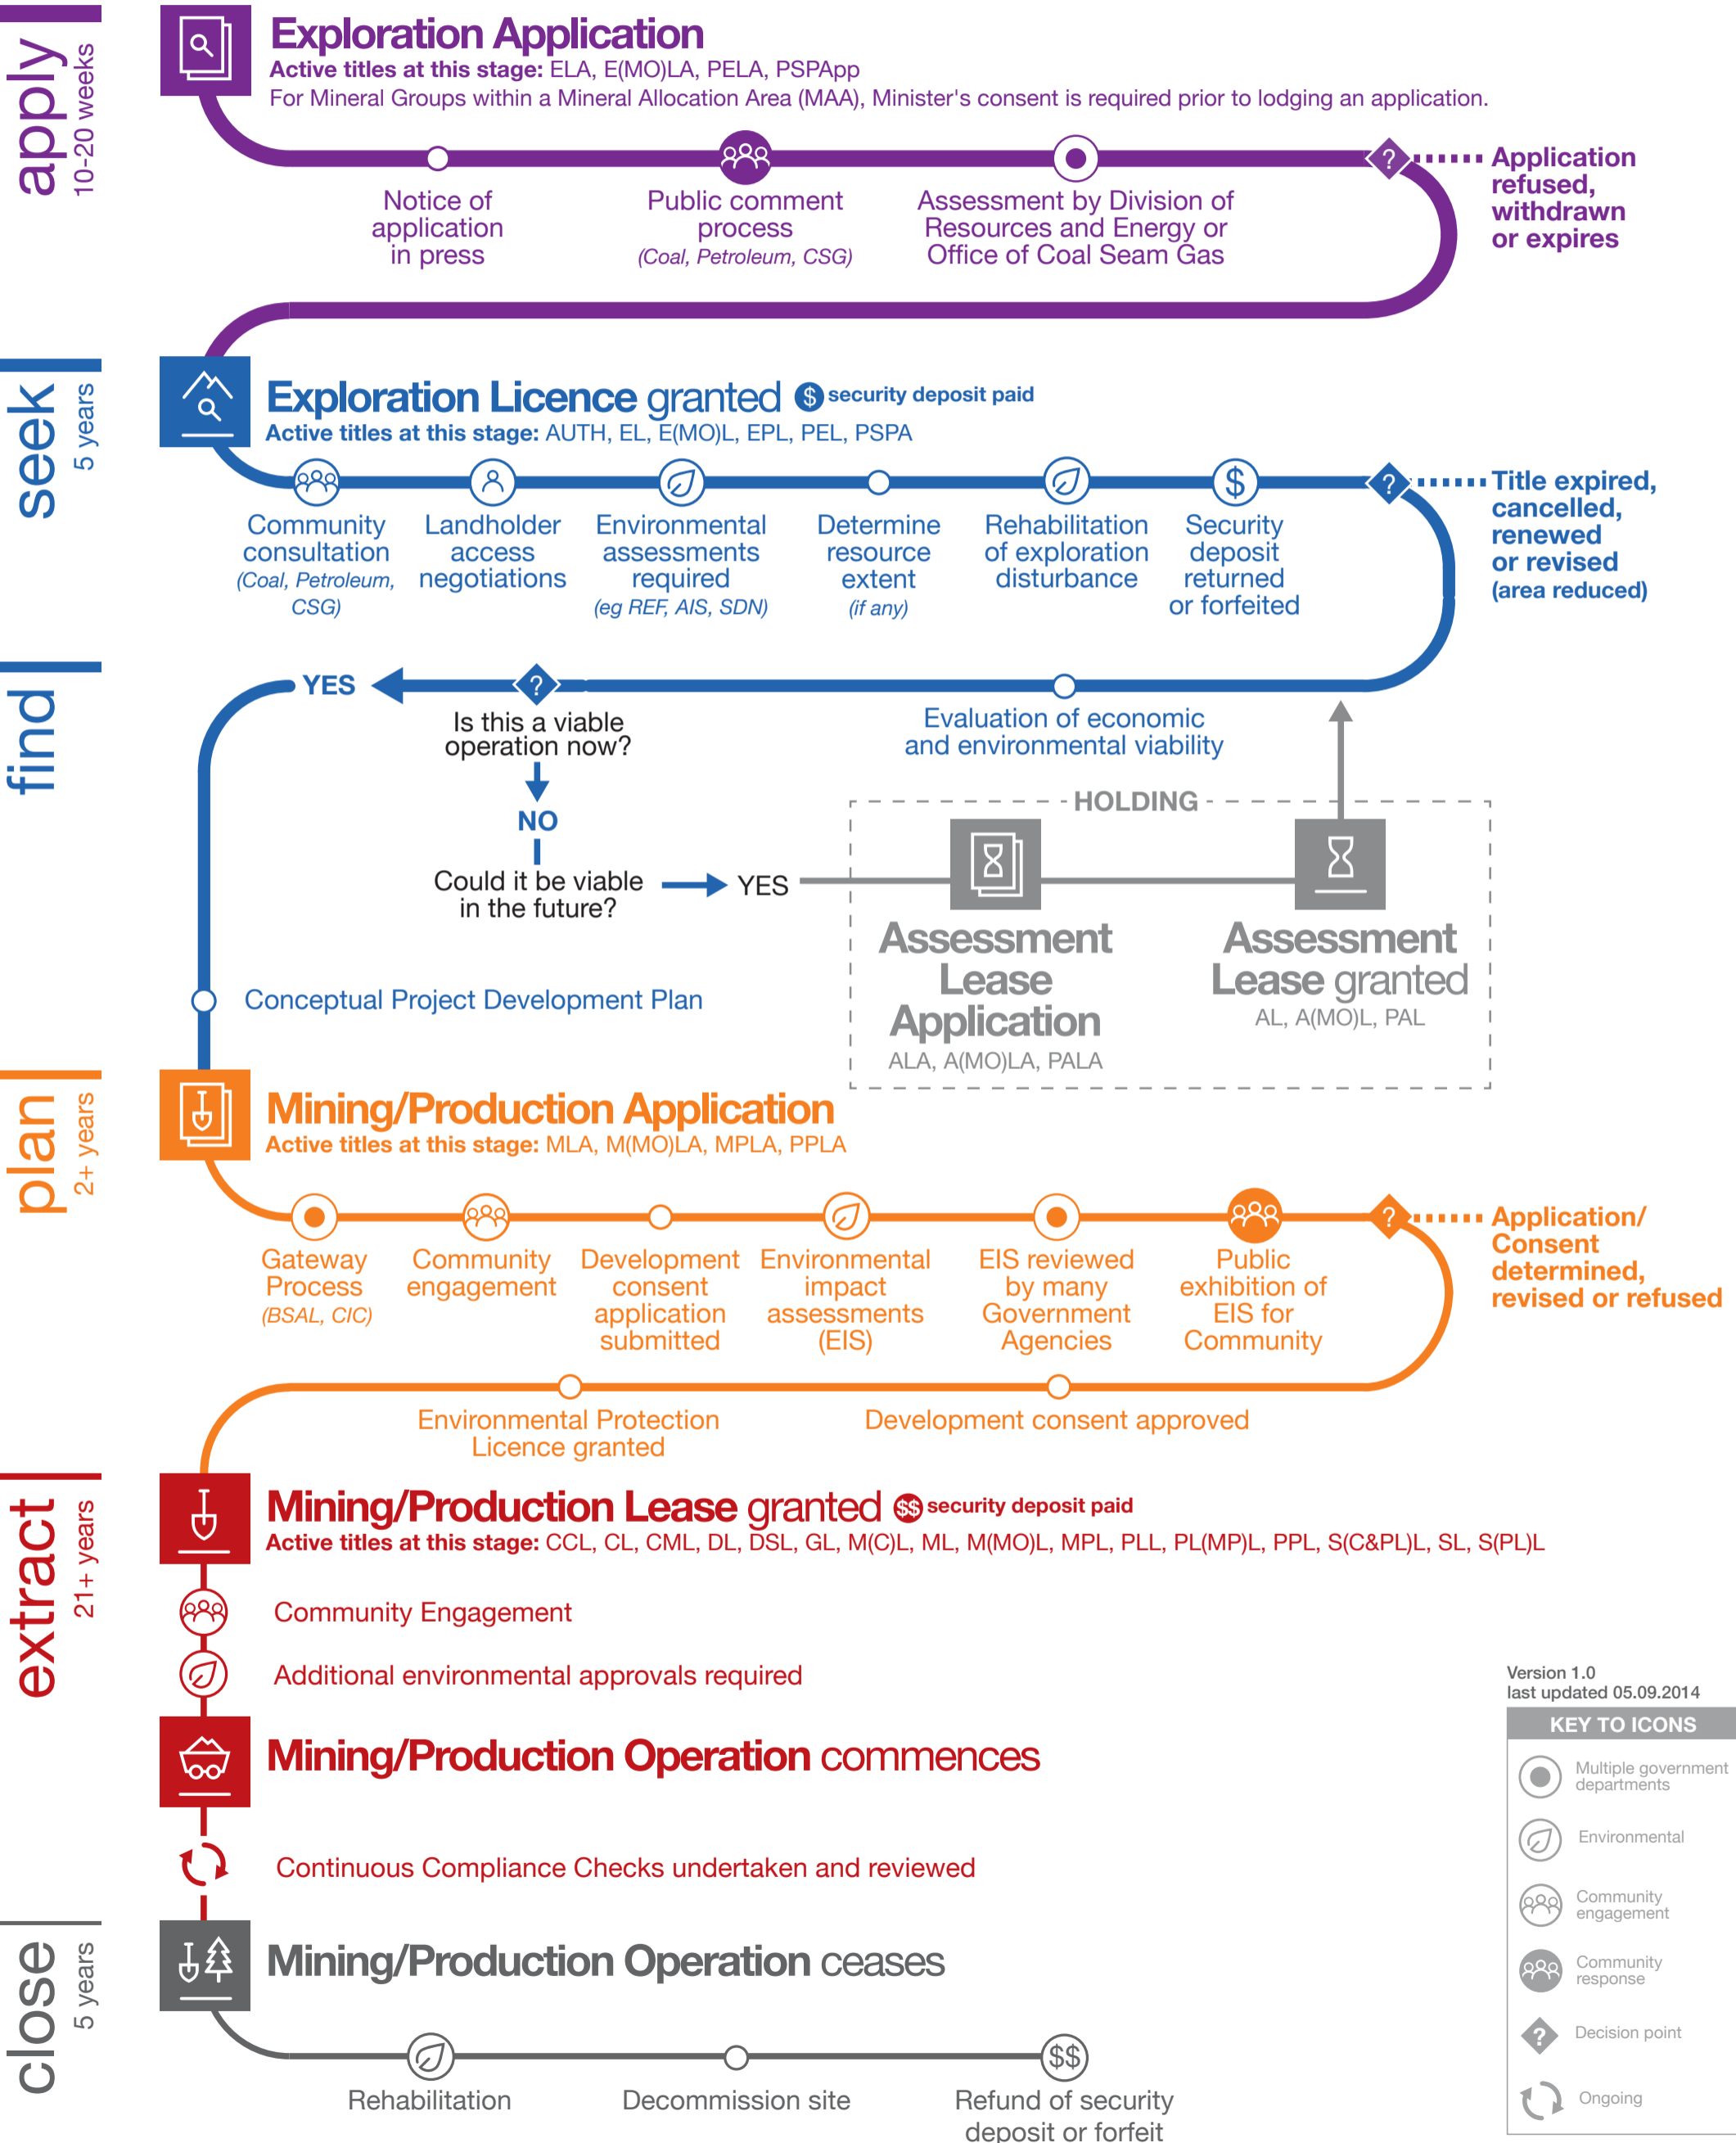 apply
10-20 weeks
Exploration Application
Active titles at this stage: ELA, E(MO)LA, PELA, PSPApp
For Mineral Groups within a Mineral Allocation Area (MAA), Minister's consent is required prior to lodging an application.
?
Notice of
application
in press
Public comment
process
(Coal, Petroleum, CSG)
Assessment by Division of
Resources and Energy or
Office of Coal Seam Gas
Application
refused,
withdrawn
or expires
seek
5 years
Exploration Licence granted $ security deposit paid
Active titles at this stage: AUTH, EL, E(MO)L, EPL, PEL, PSPA
$
?
Community
consultation
(Coal, Petroleum,
CSG)
Landholder
access
negotiations
Environmental
assessments
required
(eg REF, AIS, SDN)
Determine
resource
extent
(if any)
Rehabilitation
of exploration
disturbance
Security
deposit
returned
or forfeited
Title expired,
cancelled,
renewed
or revised
(area reduced)
find
YES
?
Is this a viable
operation now?
Evaluation of economic
and environmental viability
NO
Could it be viable
in the future?
YES
HOLDING
Assessment
Lease
Application
ALA, A(MO)LA, PALA
Assessment
Lease granted
AL, A(MO)L, PAL
Conceptual Project Development Plan
plan
2+ years
Mining/Production Application
Active titles at this stage: MLA, M(MO)LA, MPLA, PPLA
?
Gateway
Process
(BSAL, CIC)
Community
engagement
Development
consent
application
submitted
Environmental
impact
assessments
(EIS)
EIS reviewed
by many
Government
Agencies
Public
exhibition of
EIS for
Community
Application/
Consent
determined,
revised or refused
Environmental Protection
Licence granted
Development consent approved
extract
21+ years
Mining/Production Lease granted $$ security deposit paid
Active titles at this stage: CCL, CL, CML, DL, DSL, GL, M(C)L, ML, M(MO)L, MPL, PLL, PL(MP)L, PPL, S(C&PL)L, SL, S(PL)L
Community Engagement
Additional environmental approvals required
Mining/Production Operation commences
Continuous Compliance Checks undertaken and reviewed
close
5 years
Mining/Production Operation ceases
$$
Rehabilitation
Decommission site
Refund of security
deposit or forfeit
Version 1.0
last updated 05.09.2014
KEY TO ICONS
Multiple government
departments
Environmental
Community
engagement
Community
response
?
Decision point
Ongoing